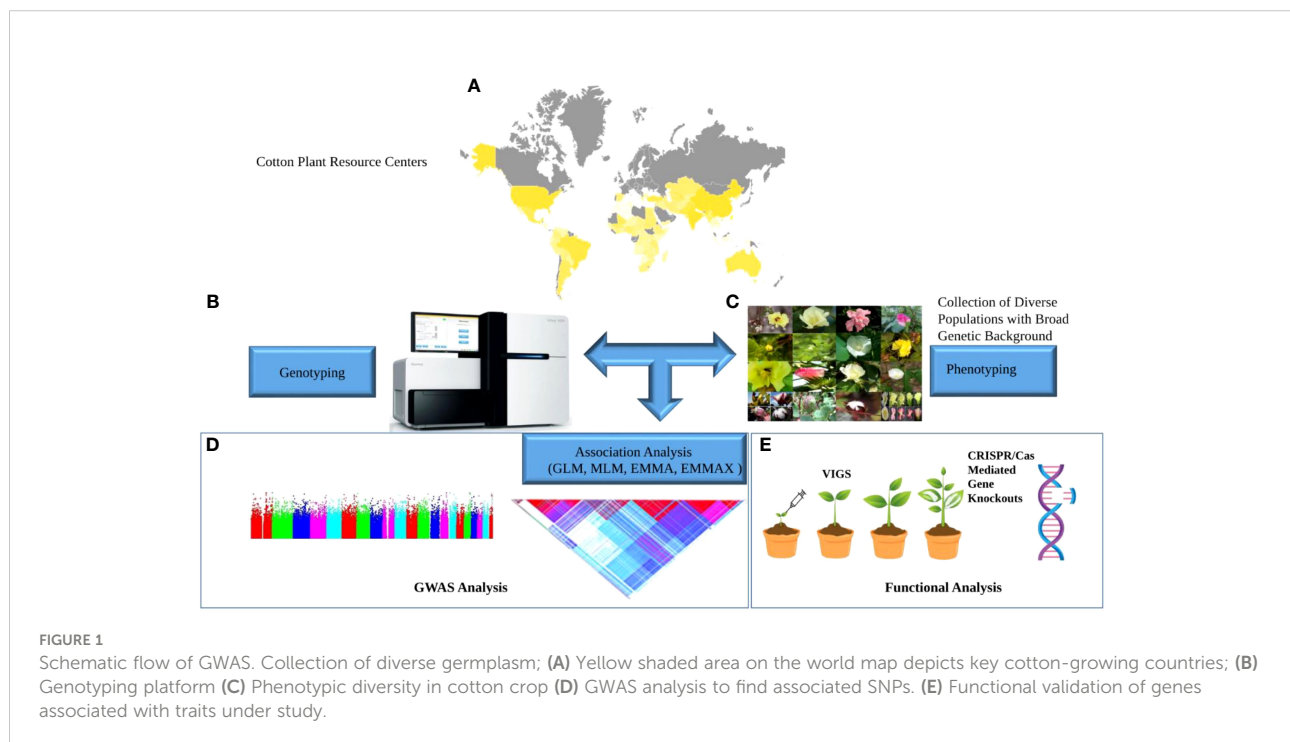 A
Cotton Plant Resource Centers
B
Genotyping
C
Collection of Diverse
Populations with Broad
Genetic Background
Phenotyping
D
Association Analysis
(GLM, MLM, EMMA, EMMAX )
GWAS Analysis
E
VIGS
CRISPR/Cas
Mediated
Gene
Knockouts
Functional Analysis
FIGURE 1
Schematic flow of GWAS. Collection of diverse germplasm; (A) Yellow shaded area on the world map depicts key cotton-growing countries; (B)
Genotyping platform (C) Phenotypic diversity in cotton crop (D) GWAS analysis to find associated SNPs. (E) Functional validation of genes
associated with traits under study.